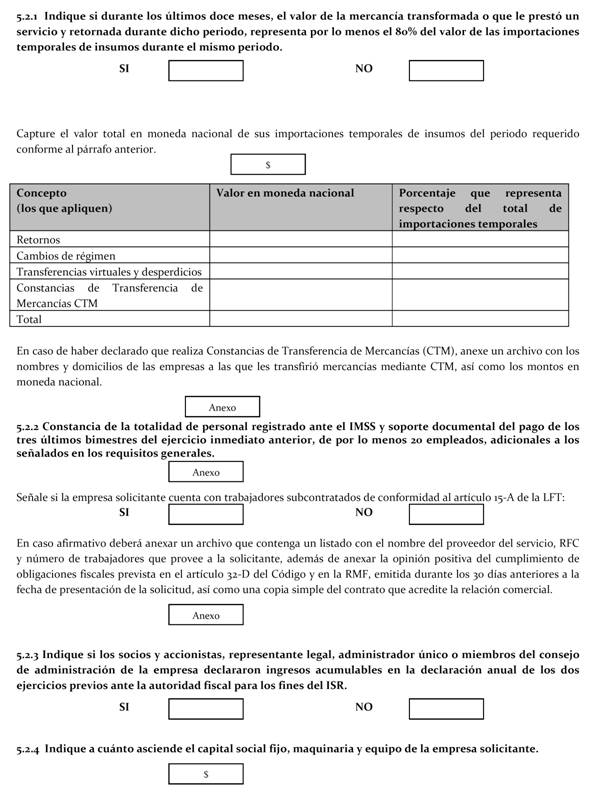 5.2.1 Indique si durante los últimos doce meses, el valor de la mercancía transformada o que le prestó un
servicio y retornada durante dicho periodo, representa por lo menos el 80% del valor de las importaciones
temporales de insumos durante el mismo periodo.
SI NO
Capture el valor total en moneda nacional de sus importaciones temporales de insumos del periodo requerido
conforme al párrafo anterior.
$
Concepto Valor en moneda nacional Porcentaje que representa
(los que apliquen) respecto del total de
importaciones temporales
Retornos
Cambios de régimen
Transferencias virtuales y desperdicios
Constancias de Transferencia de
Mercancías CTM
Total
En caso de haber declarado que realiza Constancias de Transferencia de Mercancías (CTM), anexe un archivo con los
nombres y domicilios de las empresas a las que les transfirió mercancías mediante CTM, así como los montos en
moneda nacional.
Anexo
5.2.2 Constancia de la totalidad de personal registrado ante el IMSS y soporte documental del pago de los
tres últimos bimestres del ejercicio inmediato anterior, de por lo menos 20 empleados, adicionales a los
señalados en los requisitos generales.
Anexo
Señale si la empresa solicitante cuenta con trabajadores subcontratados de conformidad al artículo 15-A de la LFT:
SI NO
En caso afirmativo deberá anexar un archivo que contenga un listado con el nombre del proveedor del servicio, RFC
y número de trabajadores que provee a la solicitante, además de anexar la opinión positiva del cumplimiento de
obligaciones fiscales prevista en el artículo 32-D del Código y en la RMF, emitida durante los 30 días anteriores a la
fecha de presentación de la solicitud, así como una copia simple del contrato que acredite la relación comercial.
Anexo
5.2.3 Indique si los socios y accionistas, representante legal, administrador único o miembros del consejo
de administración de la empresa declararon ingresos acumulables en la declaración anual de los dos
ejercicios previos ante la autoridad fiscal para los fines del ISR.
SI NO
5.2.4 Indique a cuánto asciende el capital social fijo, maquinaria y equipo de la empresa solicitante.
$